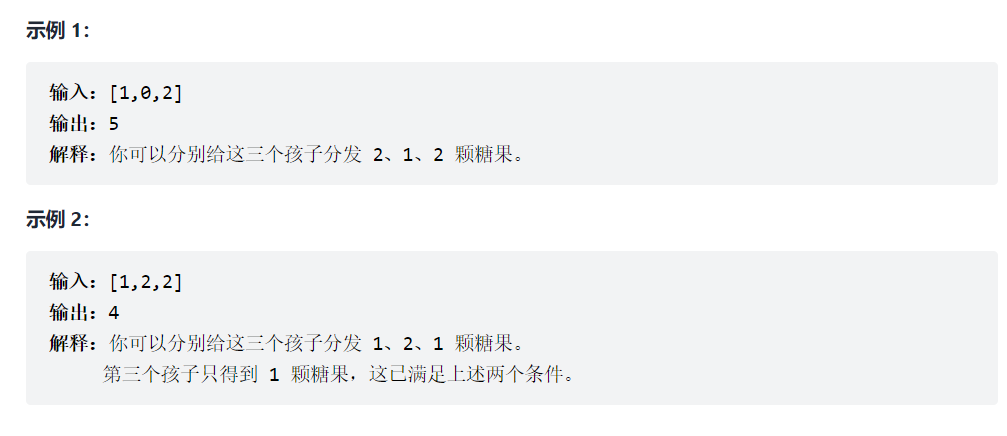 示例 1：
输入：[1,0,2]
输出：5
解释：你可以分别给这三个孩子分发 2、1、2 颗糖果。
示例 2：
输入：[1,2,2]
输出：4
解释：你可以分别给这三个孩子分发 1、2、1 颗糖果。
第三个孩子只得到 1 颗糖果，这已满足上述两个条件。